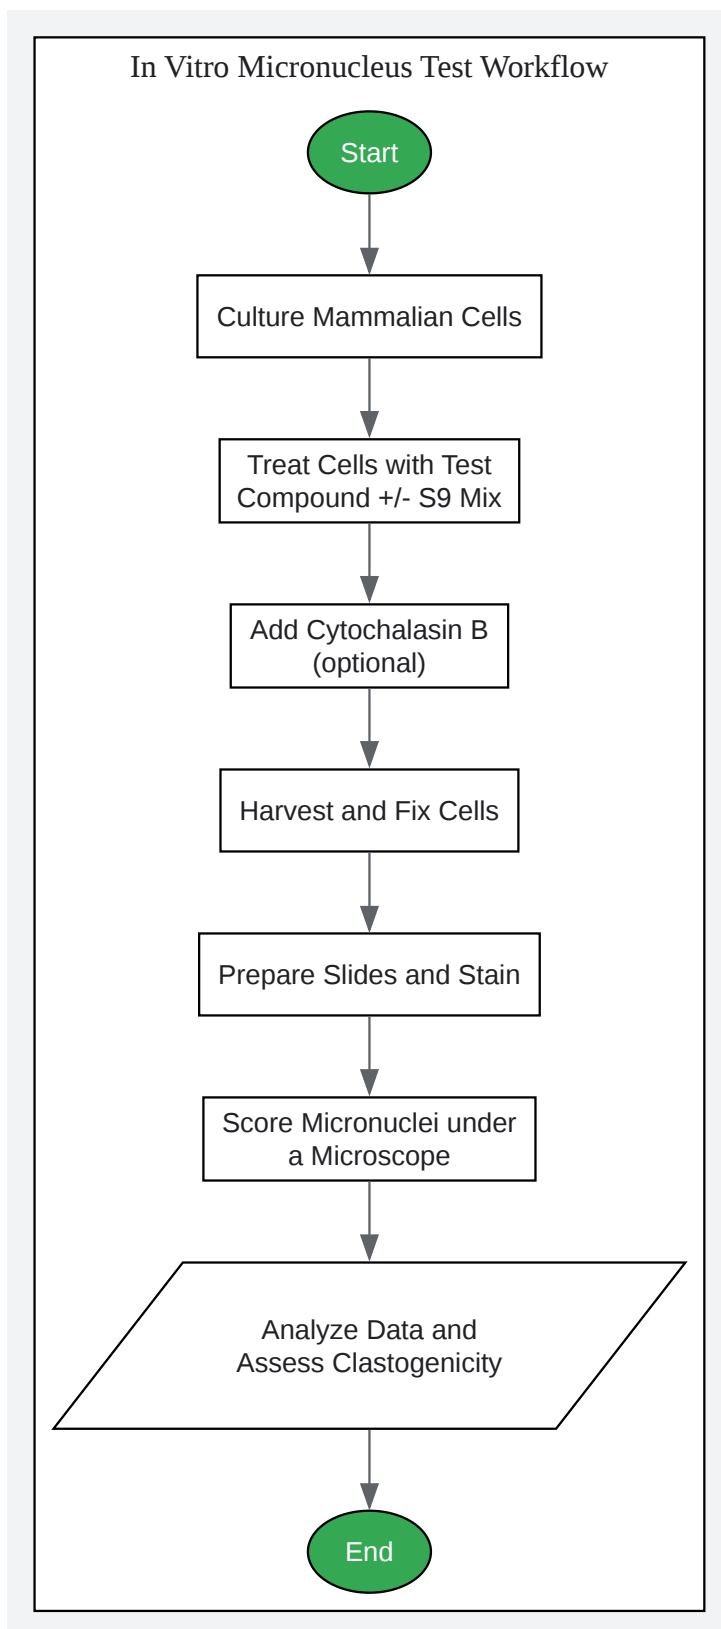 In Vitro Micronucleus Test Workflow
Start
Culture Mammalian Cells
Treat Cells with Test
Compound +/- S9 Mix
Add Cytochalasin B
(optional)
Harvest and Fix Cells
Prepare Slides and Stain
Score Micronuclei under
a Microscope
Analyze Data and
Assess Clastogenicity
End